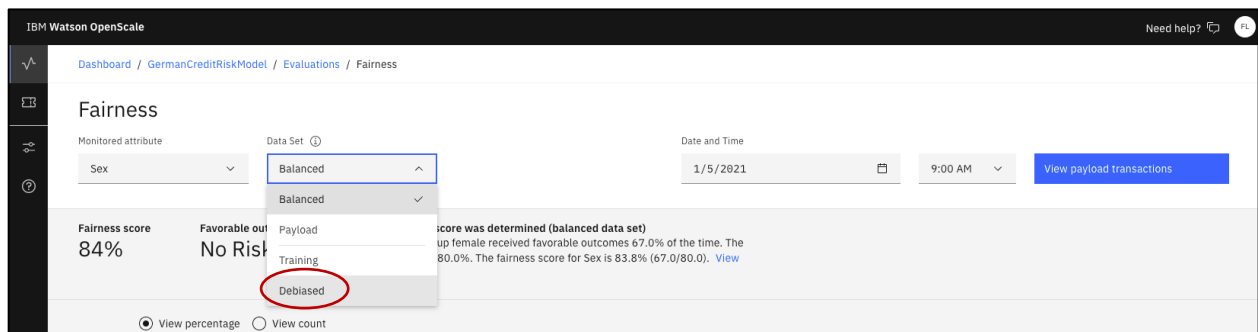 IBM Watson OpenScale Need help? FL
Dashboard / GermanCreditRiskModel / Evaluations / Fairness
Fairness
Monitored attribute Data Set Date and Time
Sex Balanced 1/5/2021 9:00 AM View payload transactions
Balanced
Payload
Training
Debiased
Fairness score Favorable out score was determined (balanced data set)
84% No Risk up female received favorable outcomes 67.0% of the time. The
80.0%. The fairness score for Sex is 83.8% (67.0/80.0). View
View percentage View count